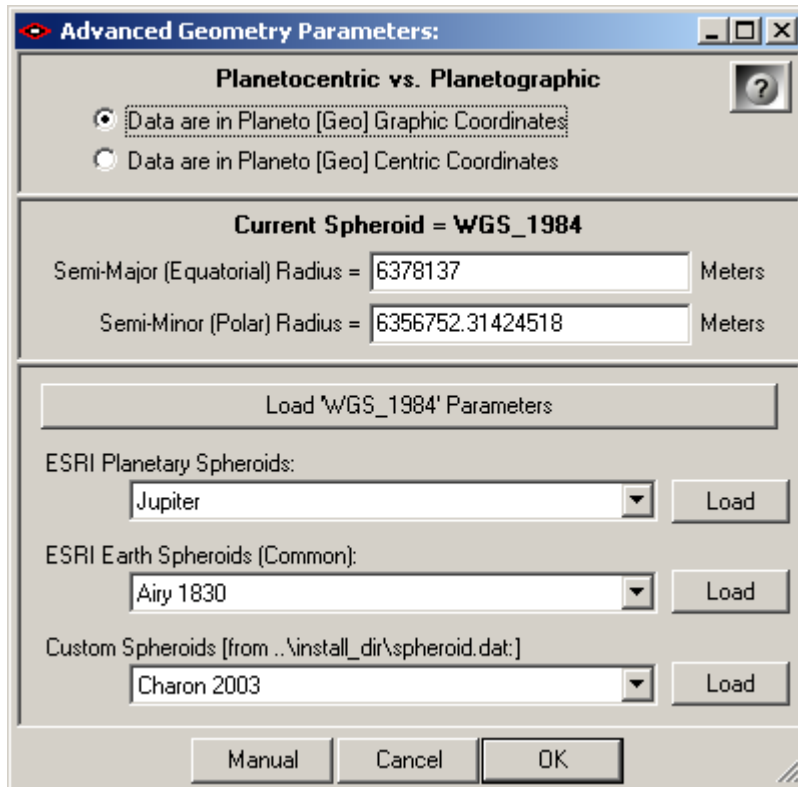 Advanced Geometry Parameters:
Planetocentric vs. Planetographic
?
Data are in Planeto [Geo] Graphic Coordinates
Data are in Planeto [Geo] Centric Coordinates
Current Spheroid = WGS_1984
Semi-Major (Equatorial) Radius = 6378137 Meters
Semi-Minor (Polar) Radius = 6356752.31424518 Meters
Load 'WGS_1984' Parameters
ESRI Planetary Spheroids:
Jupiter Load
ESRI Earth Spheroids (Common):
Airy 1830 Load
Custom Spheroids [from ..\install_dir\spheroid.dat:]
Charon 2003 Load
Manual Cancel OK